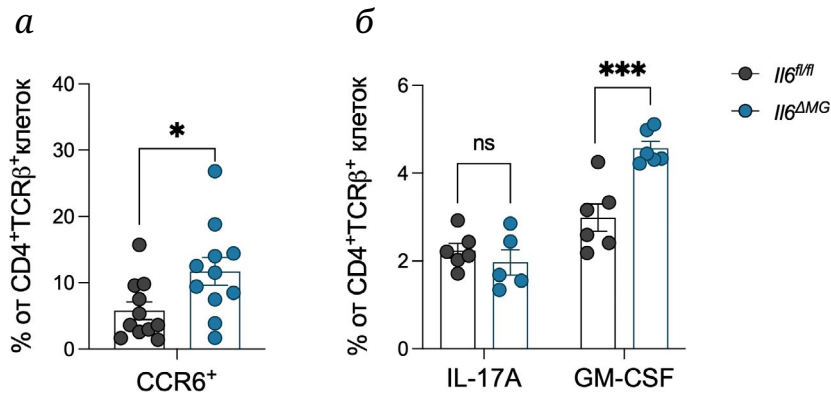 а
% от CD4⁺TCRβ⁺клеток
40
30
20
10
0
*
CCR6⁺
б
% от CD4⁺TCRβ⁺ клеток
6
4
2
0
ns
***
IL-17A
GM-CSF
Il6^fl/fl
Il6^ΔMG